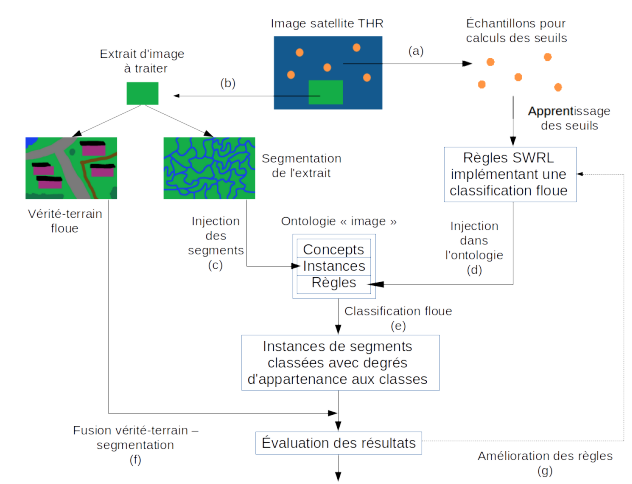 Image satellite THR
Échantillons pour
calculs des seuils
(a)
Extrait d'image
à traiter
(b)
Apprentissage
des seuils
Segmentation
de l'extrait
Règles SWRL
implémentant une
classification floue
Vérité-terrain
floue
Injection
des
segments
(c)
Ontologie « image »
Concepts
Instances
Règles
Injection
dans
l'ontologie
(d)
Classification floue
(e)
Instances de segments
classées avec degrés
d'appartenance aux classes
Fusion vérité-terrain –
segmentation
(f)
Évaluation des résultats
Amélioration des règles
(g)